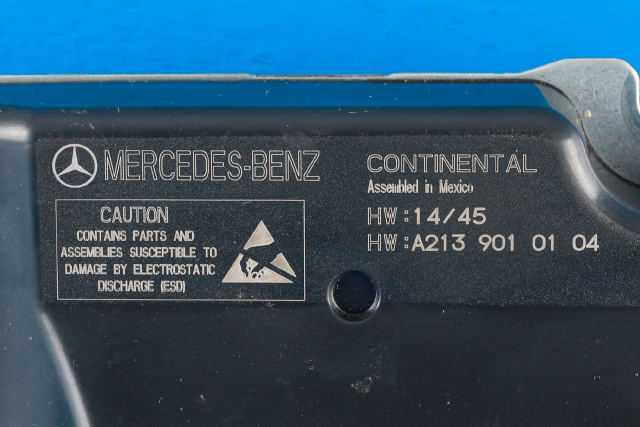 MERCEDES-BENZ
CAUTION
CONTAINS PARTS AND
ASSEMBLIES SUSCEPTIBLE TO
DAMAGE BY ELECTROSTATIC
DISCHARGE (ESD)
CONTINENTAL
Assembled in Mexico
HW:14/45
HW:A213 901 01 04